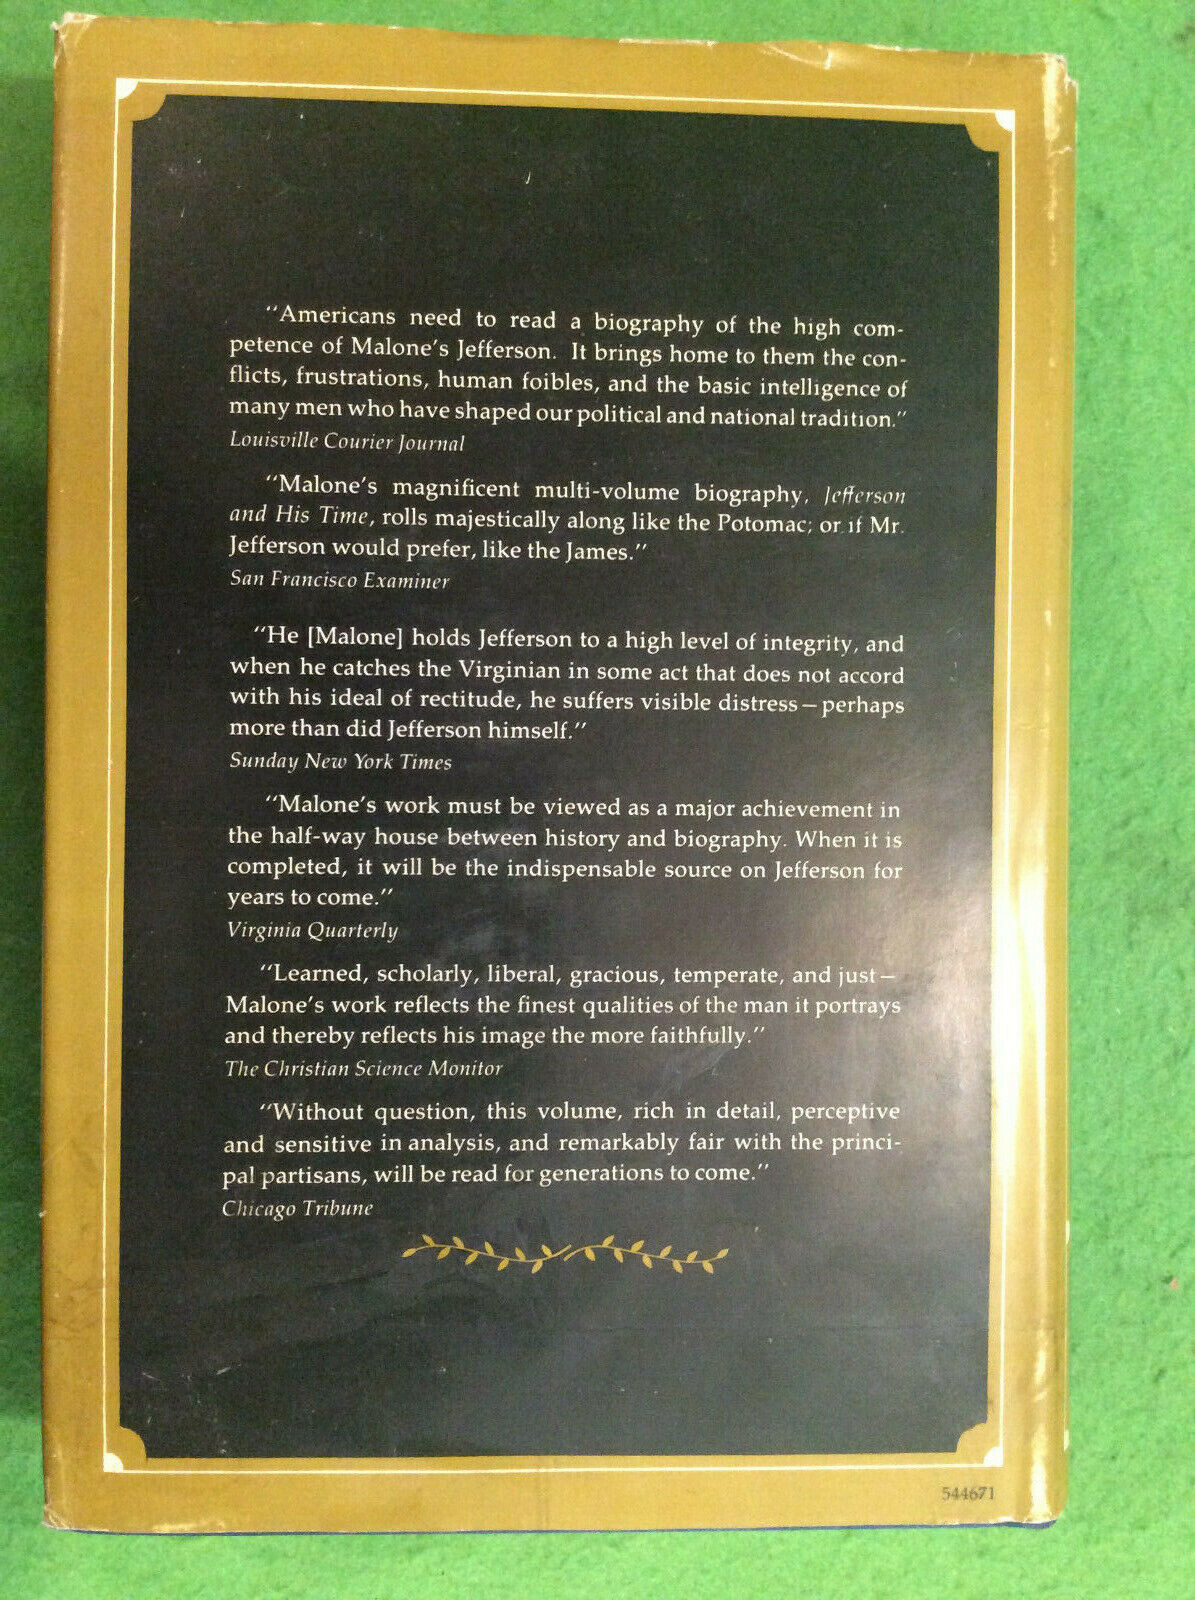 "Americans need to read a biography of the high com-
petence of Malone's Jefferson. It brings home to them the con-
flicts, frustrations, human foibles, and the basic intelligence of
many men who have shaped our political and national tradition."
Louisville Courier Journal
"Malone's magnificent multi-volume biography, Jefferson
and His Time, rolls majestically along like the Potomac; or if Mr.
Jefferson would prefer, like the James."
San Francisco Examiner
"He [Malone] holds Jefferson to a high level of integrity, and
when he catches the Virginian in some act that does not accord
with his ideal of rectitude, he suffers visible distress—perhaps
more than did Jefferson himself."
Sunday New York Times
"Malone's work must be viewed as a major achievement in
the half-way house between history and biography. When it is
completed, it will be the indispensable source on Jefferson for
years to come."
Virginia Quarterly
"Learned, scholarly, liberal, gracious, temperate, and just—
Malone's work reflects the finest qualities of the man it portrays
and thereby reflects his image the more faithfully."
The Christian Science Monitor
"Without question, this volume, rich in detail, perceptive
and sensitive in analysis, and remarkably fair with the princi-
pal partisans, will be read for generations to come."
Chicago Tribune
544671